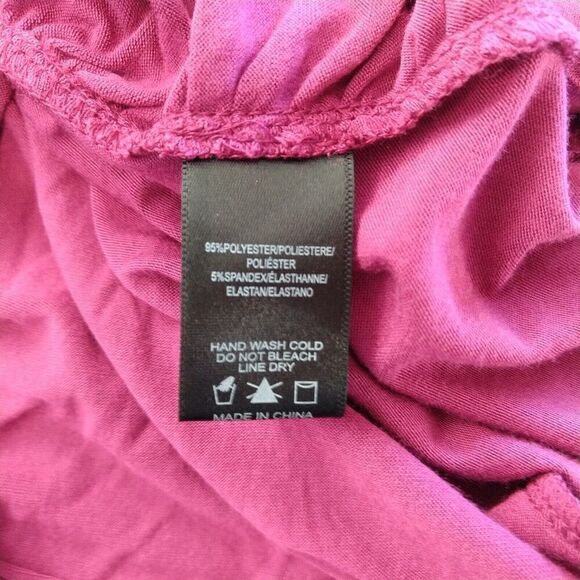 95%POLYESTER/POLIESTERE/
POLIÉSTER
5%SPANDEX/ÉLASTHANNE/
ELASTAN/ELASTANO
HAND WASH COLD
DO NOT BLEACH
LINE DRY
MADE IN CHINA